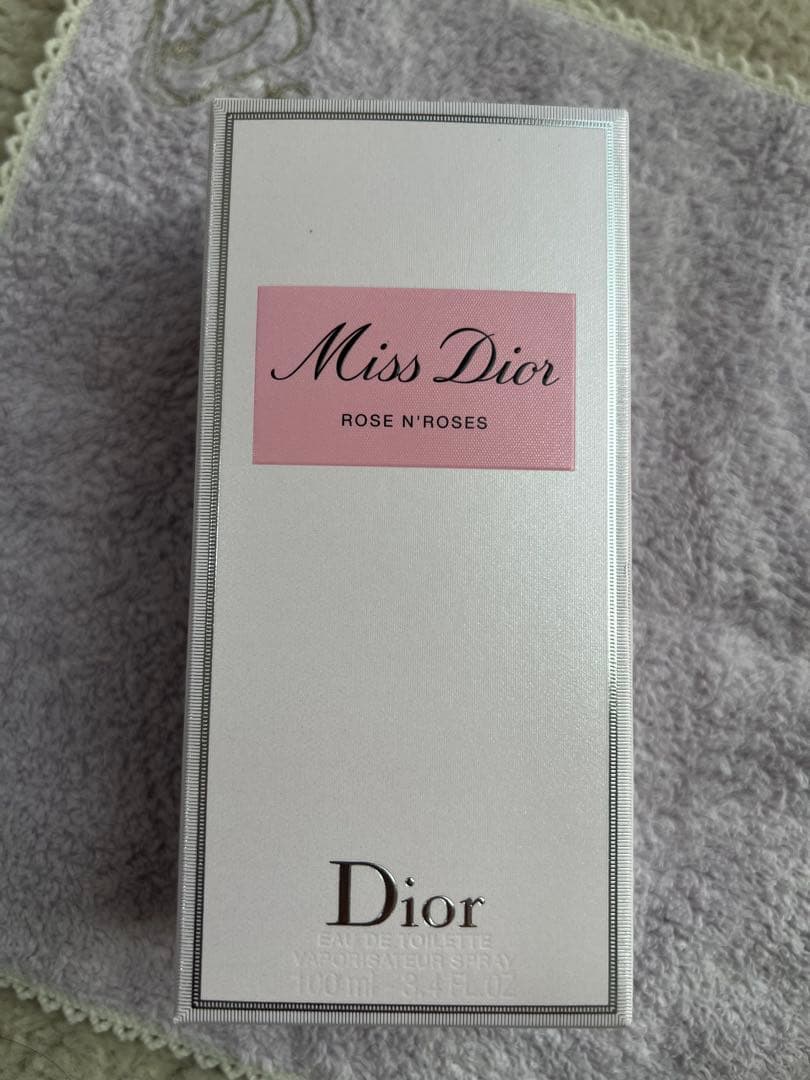 Miss Dior
ROSE N'ROSES
Dior
EAU DE TOILETTE
VAPORISATEUR SPRAY
100 ml - 3.4 FL.OZ